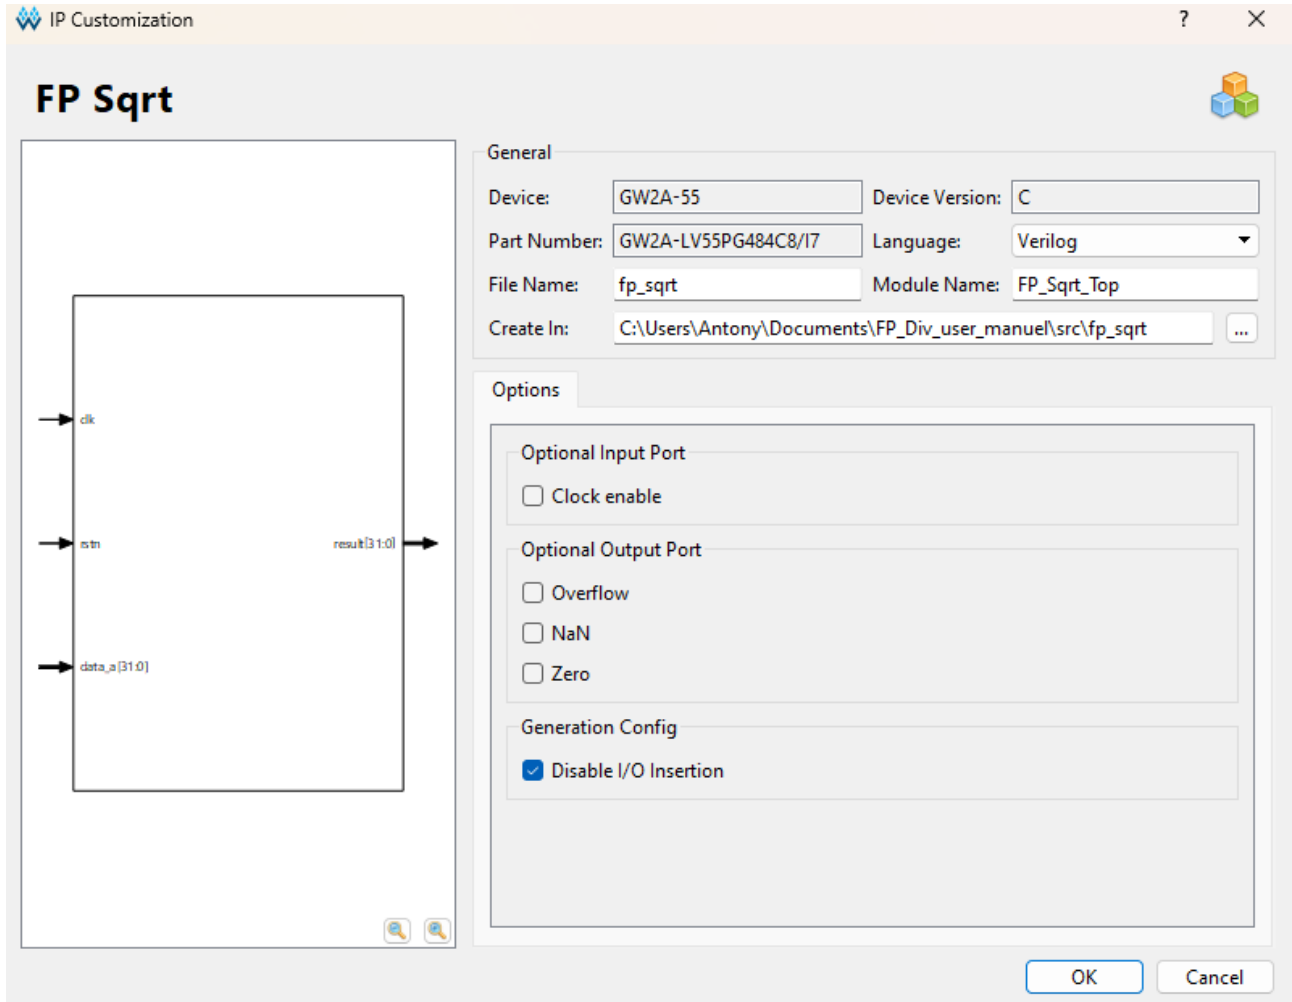 IP Customization
?
FP Sqrt
General
Device: GW2A-55 Device Version: C
Part Number: GW2A-LV55PG484C8/I7 Language: Verilog
File Name: fp_sqrt Module Name: FP_Sqrt_Top
Create In: C:\Users\Antony\Documents\FP_Div_user_manuel\src\fp_sqrt ...
clk
rstn
result[31:0]
data_a[31:0]
Options
Optional Input Port
Clock enable
Optional Output Port
Overflow
NaN
Zero
Generation Config
Disable I/O Insertion
OK Cancel